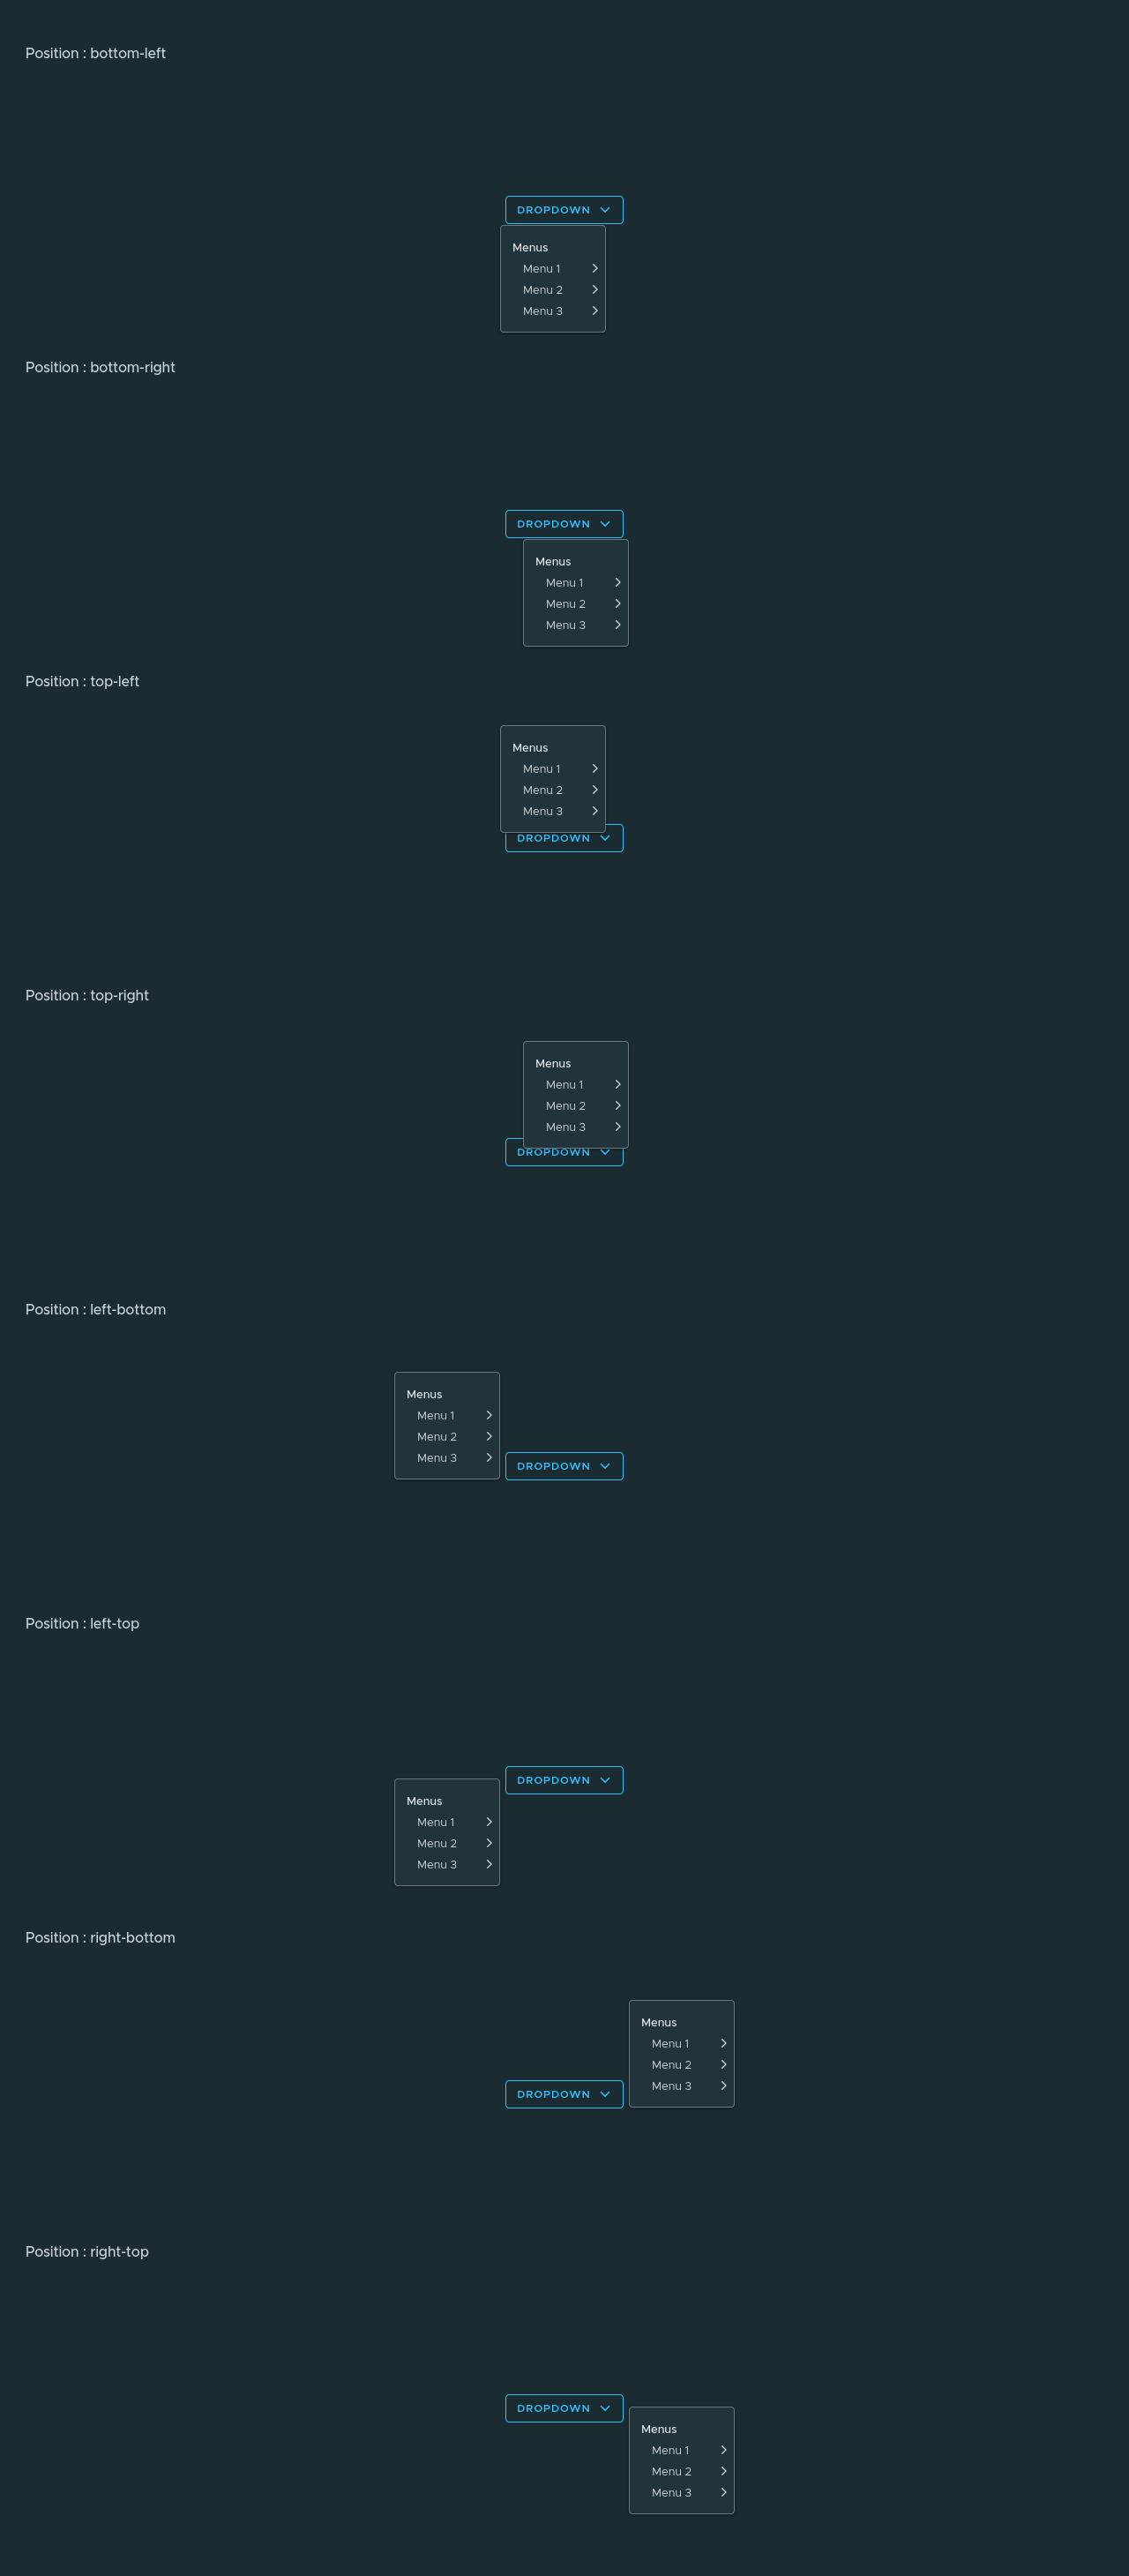 Position : bottom-left
DROPDOWN
Menus
Menu 1
Menu 2
Menu 3
Position : bottom-right
DROPDOWN
Menus
Menu 1
Menu 2
Menu 3
Position : top-left
Menus
Menu 1
Menu 2
Menu 3
DROPDOWN
Position : top-right
Menus
Menu 1
Menu 2
Menu 3
DROPDOWN
Position : left-bottom
Menus
Menu 1
Menu 2
Menu 3
DROPDOWN
Position : left-top
DROPDOWN
Menus
Menu 1
Menu 2
Menu 3
Position : right-bottom
Menus
Menu 1
Menu 2
Menu 3
DROPDOWN
Position : right-top
DROPDOWN
Menus
Menu 1
Menu 2
Menu 3